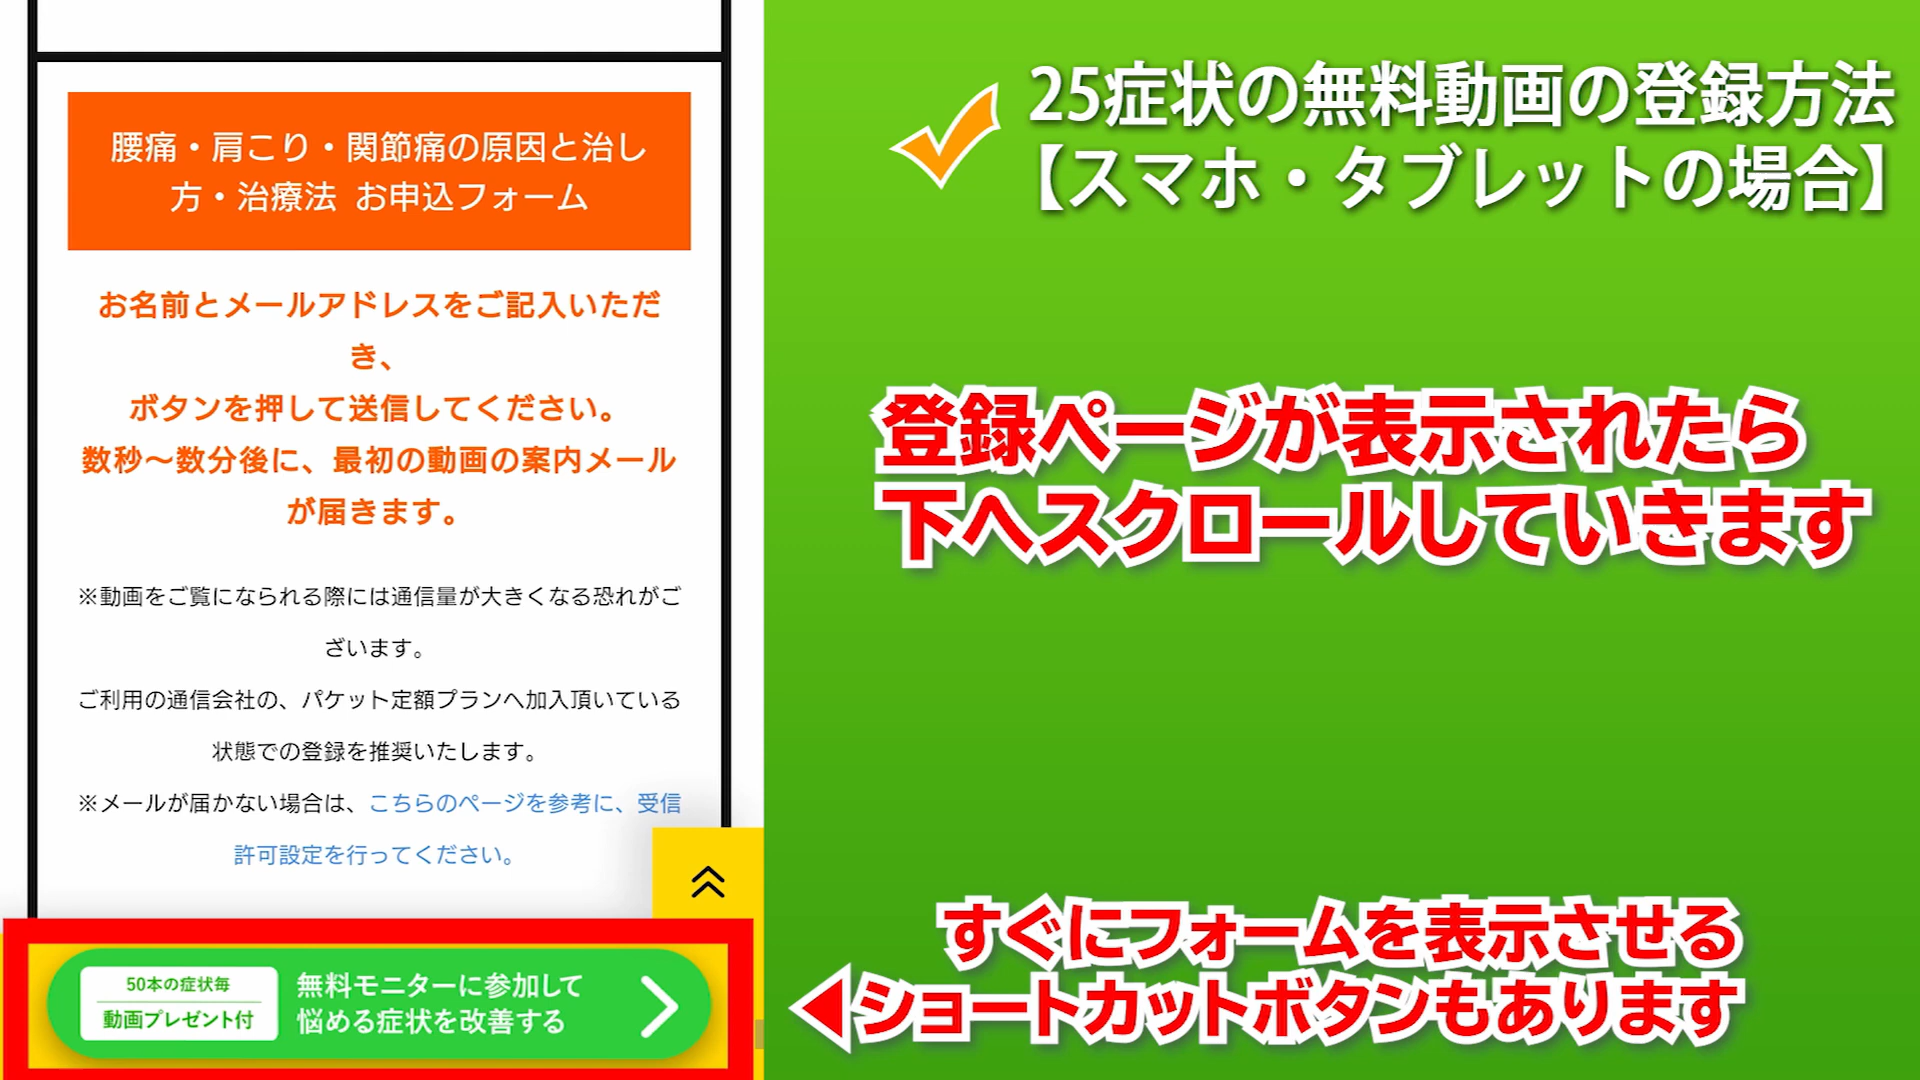 腰痛・肩こり・関節痛の原因と治し
方・治療法 お申込フォーム
お名前とメールアドレスをご記入いただ
き、
ボタンを押して送信してください。
数秒～数分後に、最初の動画の案内メール
が届きます。
※動画をご覧になられる際には通信量が大きくなる恐れがご
ざいます。
ご利用の通信会社の、パケット定額プランへ加入頂いている
状態での登録を推奨いたします。
※メールが届かない場合は、こちらのページを参考に、受信
許可設定を行ってください。
50本の症状毎
動画プレゼント付
無料モニターに参加して
悩める症状を改善する
25症状の無料動画の登録方法
【スマホ・タブレットの場合】
登録ページが表示されたら
下へスクロールしていきます
すぐにフォームを表示させる
ショートカットボタンもあります